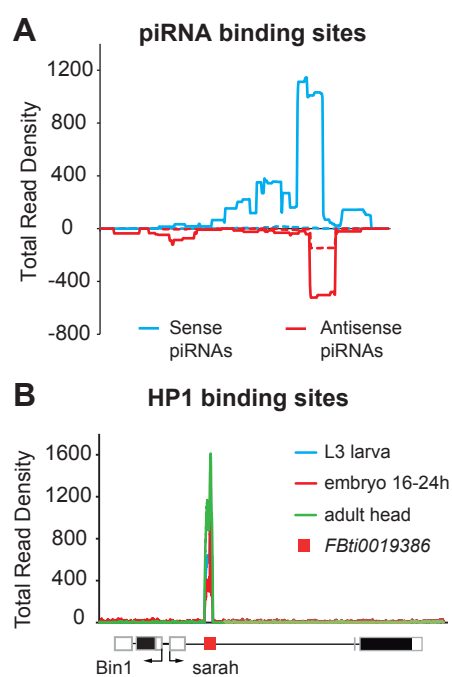 A piRNA binding sites
Total Read Density
1200
800
400
0
-400
-800
Sense piRNAs
Antisense piRNAs
B HP1 binding sites
Total Read Density
1600
1200
800
400
0
L3 larva
embryo 16-24h
adult head
FBti0019386
Bin1
sarah